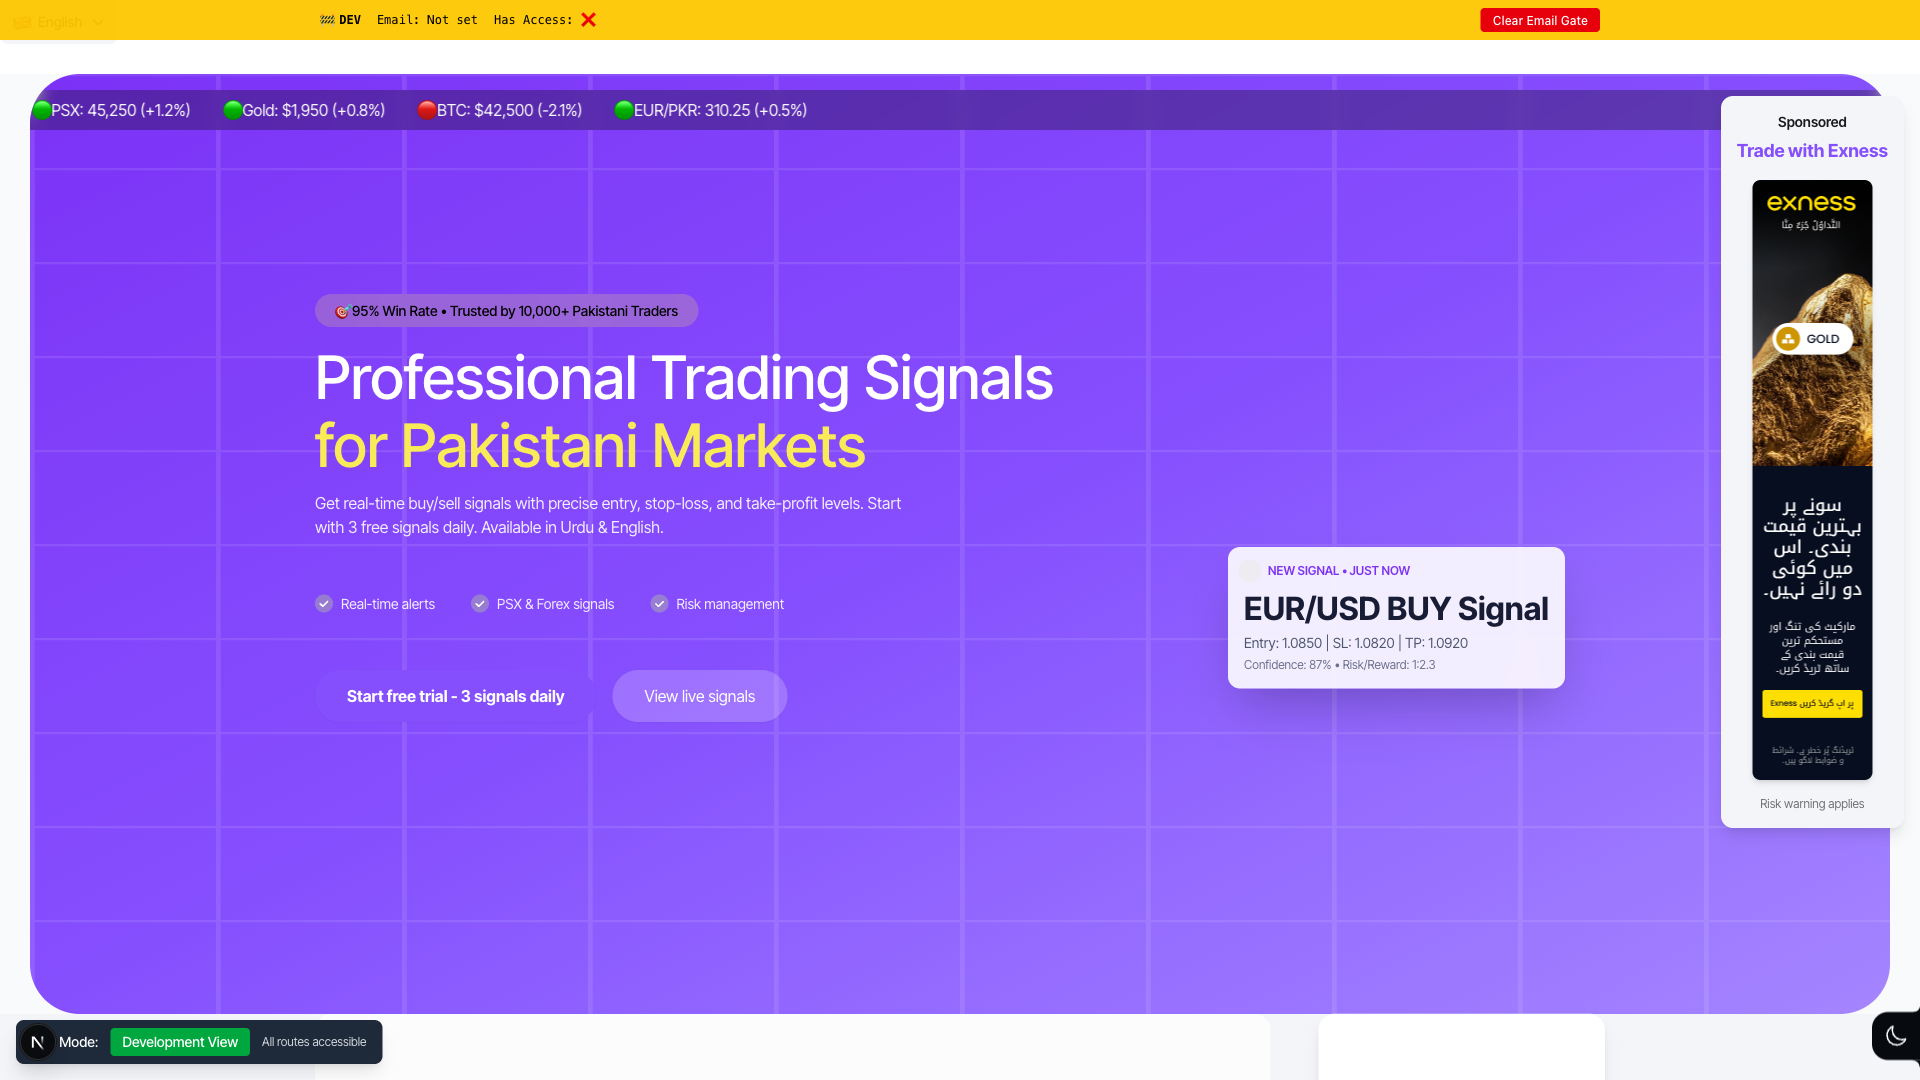 English
DEV Email: Not set Has Access:
Clear Email Gate
PSX: 45,250 (+1.2%) Gold: $1,950 (+0.8%) BTC: $42,500 (-2.1%) EUR/PKR: 310.25 (+0.5%)
95% Win Rate • Trusted by 10,000+ Pakistani Traders
Professional Trading Signals
for Pakistani Markets
Get real-time buy/sell signals with precise entry, stop-loss, and take-profit levels. Start
with 3 free signals daily. Available in Urdu & English.
Real-time alerts PSX & Forex signals Risk management
Start free trial - 3 signals daily View live signals
NEW SIGNAL • JUST NOW
EUR/USD BUY Signal
Entry: 1.0850 | SL: 1.0820 | TP: 1.0920
Confidence: 87% • Risk/Reward: 1:2.3
Sponsored
Trade with Exness
exness
التَّداوُلُ جُزءٌ مِنَّا
GOLD
سونے پر
بہترین قیمت
بندی۔ اس
میں کوئی
دو رائے نہیں۔
مارکیٹ کی تنگ اور
مستحکم ترین
قیمت بندی کے
ساتھ ٹریڈ کریں۔
Exness پر اپ گریڈ کریں
ٹریڈنگ پُر خطر ہے۔ شرائط
و ضوابط لاگو ہیں۔
Risk warning applies
N Mode: Development View All routes accessible